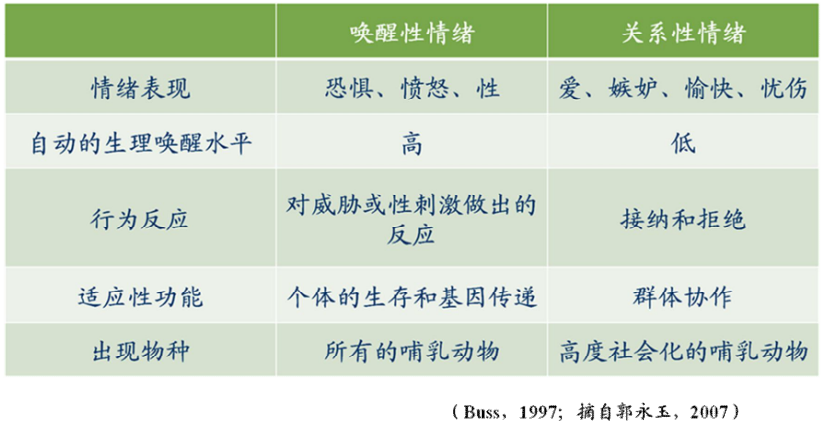 唤醒性情绪 关系性情绪
情绪表现 恐惧、愤怒、性 爱、嫉妒、愉快、忧伤
自动的生理唤醒水平 高 低
行为反应 对威胁或性刺激做出的
反应 接纳和拒绝
适应性功能 个体的生存和基因传递 群体协作
出现物种 所有的哺乳动物 高度社会化的哺乳动物
（Buss，1997；摘自郭永玉，2007）